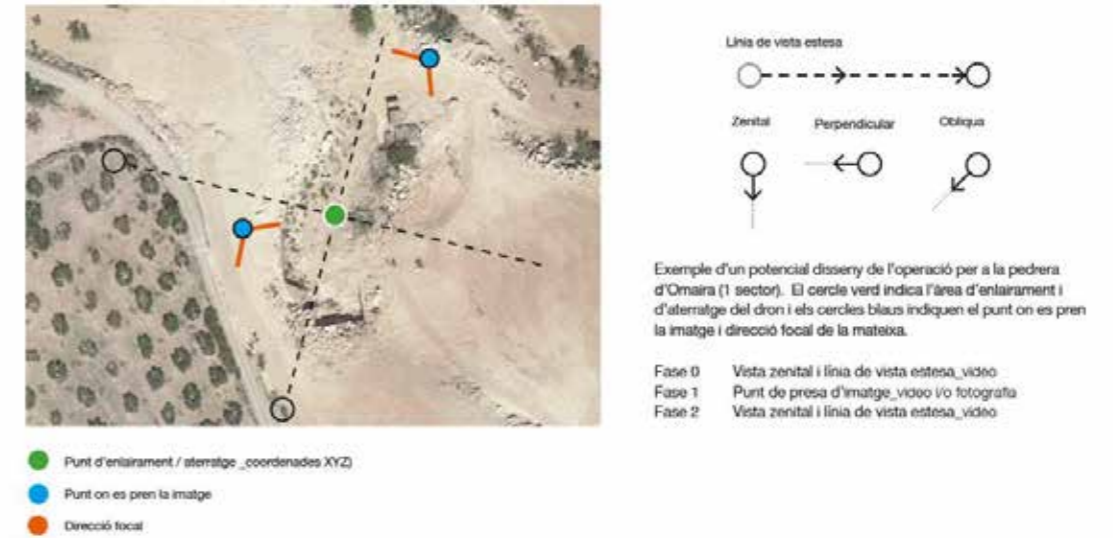 Línia de vista estesa
Zenital
Perpendicular
Obliqua
Exemple d'un potencial disseny de l'operació per a la pedrera
d'Omaira (1 sector). El cercle verd indica l'àrea d'enlairament i
d'aterratge del dron i els cercles blaus indiquen el punt on es pren
la imatge i direcció focal de la mateixa.
Fase 0 Vista zenital i línia de vista estesa_video
Fase 1 Punt de presa d'imatge_video i/o fotografia
Fase 2 Vista zenital i línia de vista estesa_video
Punt d'enlairament / aterratge _coordenades XYZ)
Punt on es pren la imatge
Direcció focal